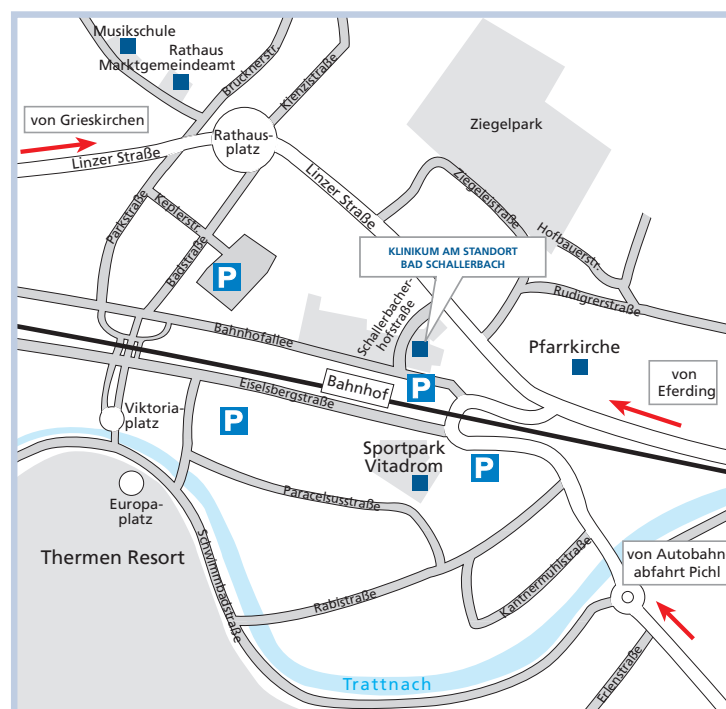 Musikschule
Rathaus
Marktgemeindeamt
Brucknerstr.
Kienzlstraße
von Grieskirchen
Rathaus-
platz
Ziegelpark
Linzer Straße
Linzer Straße
Ziegeleistraße
Keplerstr.
Parkstraße
Badstraße
Hofbauerstr.
KLINIKUM AM STANDORT
BAD SCHALLERBACH
P
Rudigrerstraße
Schallerbacher-
hofstraße
Bahnhofallee
Pfarrkirche
Bahnhof
P
von
Eferding
Eiselsbergstraße
Viktoria-
platz
P
Sportpark
Vitadrom
P
Europa-
platz
Paracelsusstraße
Thermen Resort
Schwimmbadstraße
Kantnermühlstraße
von Autobahn-
abfahrt Pichl
Rablstraße
Trattnach
Erlenstraße